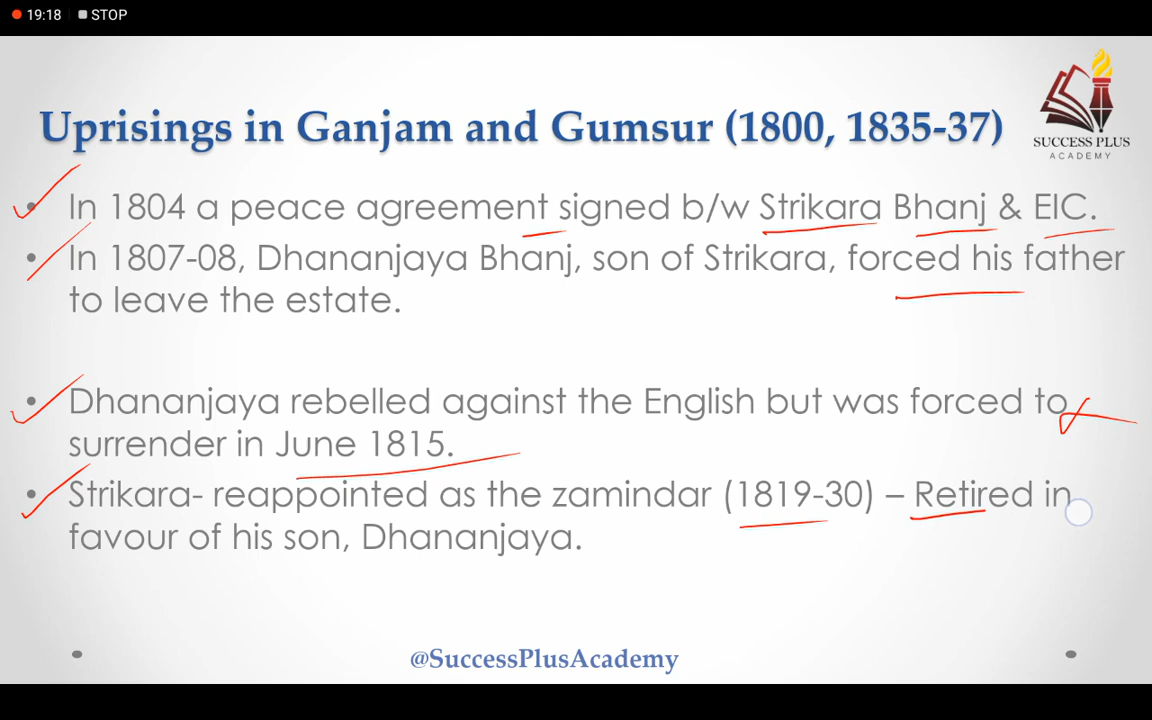 19:18 STOP
SUCCESS PLUS
ACADEMY
Uprisings in Ganjam and Gumsur (1800, 1835-37)
• In 1804 a peace agreement signed b/w Strikara Bhanj & EIC.
• In 1807-08, Dhananjaya Bhanj, son of Strikara, forced his father
to leave the estate.
• Dhananjaya rebelled against the English but was forced to
surrender in June 1815.
• Strikara- reappointed as the zamindar (1819-30) – Retired in
favour of his son, Dhananjaya.
@SuccessPlusAcademy